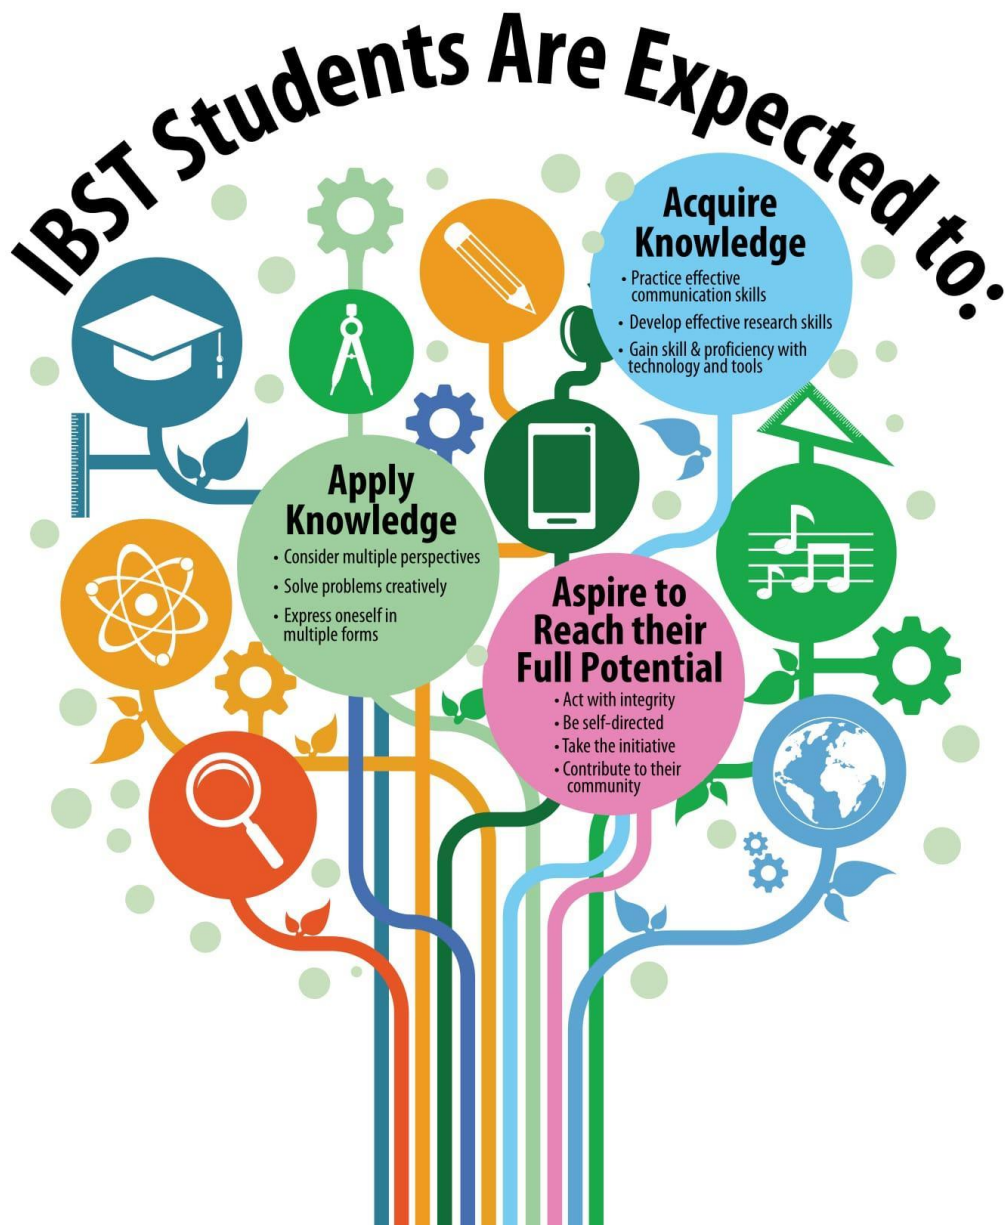 IBST Students Are Expected to:
Acquire
Knowledge
• Practice effective
communication skills
• Develop effective research skills
• Gain skill & proficiency with
technology and tools
Apply
Knowledge
• Consider multiple perspectives
• Solve problems creatively
• Express oneself in
multiple forms
Aspire to
Reach their
Full Potential
• Act with integrity
• Be self-directed
• Take the initiative
• Contribute to their
community